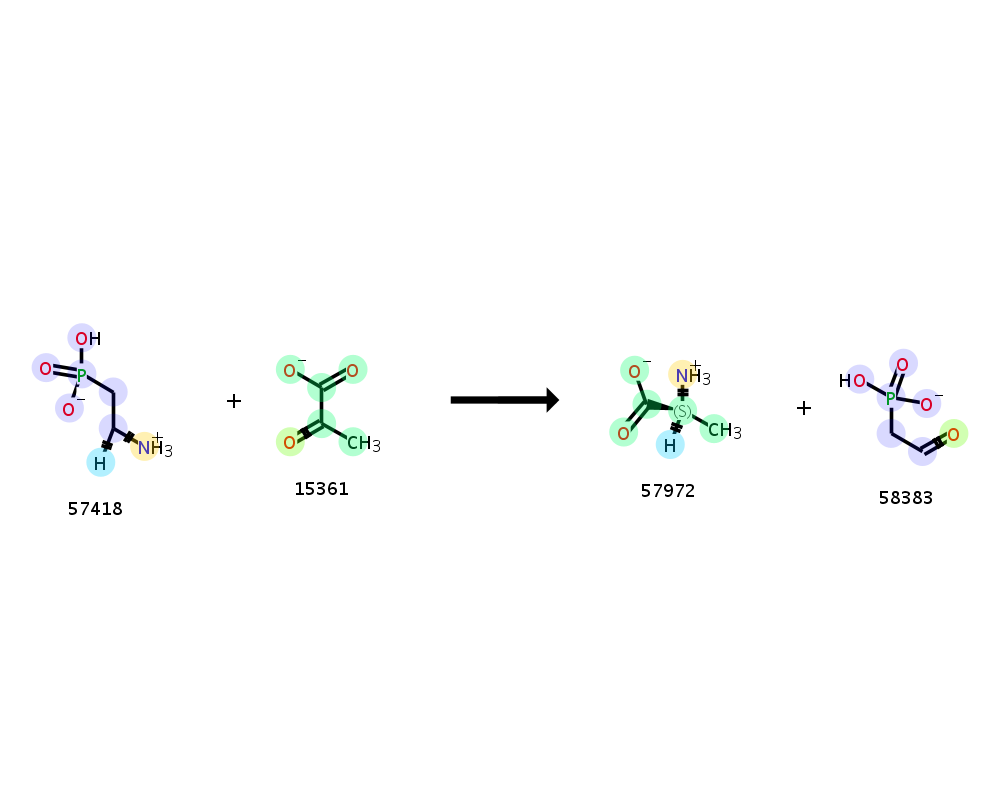 OH
O
P
O −
H
NH3 +
57418
+
O −
O
O
CH3
15361
O −
O
NH3 +
(S)
H
CH3
57972
+
HO
O
P
O −
O
58383